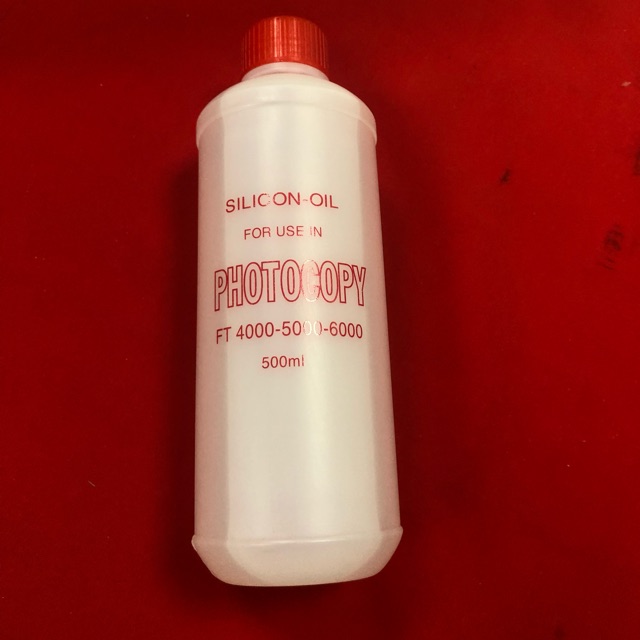 SILICON-OIL
FOR USE IN
PHOTOCOPY
FT 4000-5000-6000
500ml